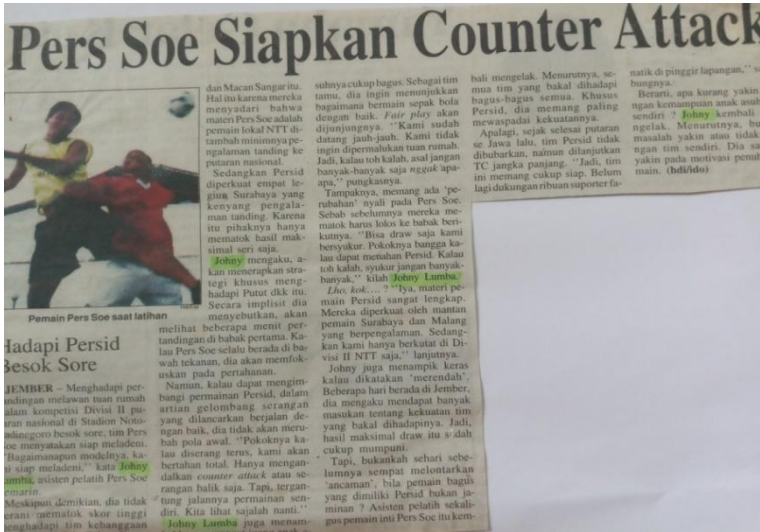 Pers Soe Siapkan Counter Attack
Pemain Pers Soe saat latihan
Hadapi Persid
Besok Sore
JEMBER – Menghadapi per-
tandingan melawan tuan rumah
dalam kompetisi Divisi II pu-
taran nasional di Stadion Noto-
hadinegoro besok sore, tim Pers
Soe menyatakan siap meladeni.
"Bagaimanapun modelnya, ka-
mi siap meladeni," kata Johny
Lumba, asisten pelatih Pers Soe
kemarin.
Meskipun demikian, dia tidak
berani mematok skor tinggi
menghadapi tim kebanggaan
dan Macan Sangar itu.
Hal itu karena mereka
menyadari bahwa
materi Pers Soe adalah
pemain lokal NTT di-
tambah minimnya pe-
ngalaman tanding ke
putaran nasional.
Sedangkan Persid
diperkuat empat le-
giun Surabaya yang
kenyang pengala-
man tanding. Karena
itu pihaknya hanya
mematok hasil mak-
simal seri saja.
Johny mengaku, a-
kan menerapkan stra-
tegi khusus meng-
hadapi Putut dkk itu.
Secara implisit dia
menyebutkan, akan
melihat beberapa menit per-
tandingan di babak pertama. Ka-
lau Pers Soe selalu berada di ba-
wah tekanan, dia akan memfok-
uskan pada pertahanan.
Namun, kalau dapat mengim-
bangi permainan Persid, dalam
artian gelombang serangan
yang dilancarkan berjalan de-
ngan baik, dia tidak akan meru-
bah pola awal. "Pokoknya ka-
lau diserang terus, kami akan
bertahan total. Hanya mengan-
dalkan counter attack atau se-
rangan balik saja. Tapi, tergan-
tung jalannya permainan sen-
diri. Kita lihat sajalah nanti."
Johny Lumba juga menam-
suhnya cukup bagus. Sebagai tim
tamu, dia ingin menunjukkan
bagaimana bermain sepak bola
dengan baik. Fair play akan
dijunjungnya. "Kami sudah
datang jauh-jauh. Kami tidak
ingin dipermalukan tuan rumah.
Jadi, kalau toh kalah, asal jangan
banyak-banyak saja nggak apa-
apa," pungkasnya.
Tampaknya, memang ada 'pe-
rubahan' nyali pada Pers Soe.
Sebab sebelumnya mereka me-
matok harus lolos ke babak beri-
kutnya. "Bisa draw saja kami
bersyukur. Pokoknya bangga ka-
lau dapat menahan Persid. Kalau
toh kalah, syukur jangan banyak-
banyak," kilah Johny Lumba.
Lho, kok.... ? "Iya, materi pe-
main Persid sangat lengkap.
Mereka diperkuat oleh mantan
pemain Surabaya dan Malang
yang berpengalaman. Sedang-
kan kami hanya berkutat di Di-
visi II NTT saja," lanjutnya.
Johny juga menampik keras
kalau dikatakan 'merendah'.
Beberapa hari berada di Jember,
dia mengaku mendapat banyak
masukan tentang kekuatan tim
yang bakal dihadapinya. Jadi,
hasil maksimal draw itu sudah
cukup mumpuni.
Tapi, bukankah sehari sebe-
lumnya sempat melontarkan
'ancaman', bila pemain bagus
yang dimiliki Persid bukan ja-
minan ? Asisten pelatih sekali-
gus pemain inti Pers Soe itu kem-
bali mengelak. Menurutnya, se-
mua tim yang bakal dihadapi
bagus-bagus semua. Khusus
Persid, dia memang paling
mewaspadai kekuatannya.
Apalagi, sejak selesai putaran
se Jawa lalu, tim Persid tidak
dibubarkan, namun dilanjutkan
TC jangka panjang. "Jadi, tim
ini memang cukup siap. Belum
lagi dukungan ribuan suporter fa-
natik di pinggir lapangan,"
bungnya.
Berarti, apa kurang yakin
ngan kemampuan anak asuh
sendiri ? Johny kembali
ngelak. Menurutnya,
masalah yakin atau tidak
ngan tim sendiri. Dia
yakin pada motivasi penuh
main. (hdi/ido)